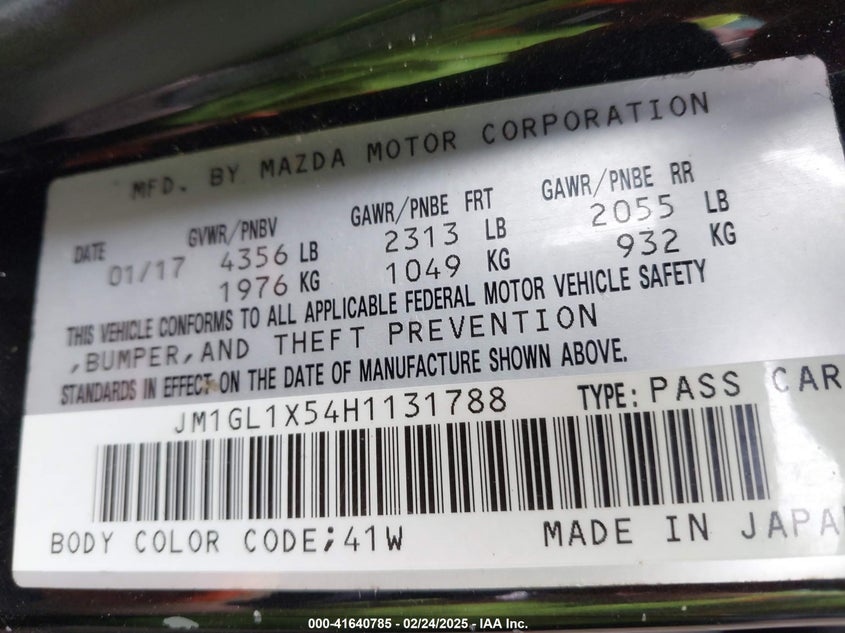 MFD. BY MAZDA MOTOR CORPORATION
DATE GVWR/PNBV GAWR/PNBE FRT GAWR/PNBE RR
01/17 4356 LB 2313 LB 2055 LB
1976 KG 1049 KG 932 KG
THIS VEHICLE CONFORMS TO ALL APPLICABLE FEDERAL MOTOR VEHICLE SAFETY
,BUMPER,AND THEFT PREVENTION
STANDARDS IN EFFECT ON THE DATE OF MANUFACTURE SHOWN ABOVE.
JM1GL1X54H1131788 TYPE: PASS CAR
BODY COLOR CODE;41W MADE IN JAPA
000-41640785 – 02/24/2025 – IAA Inc.